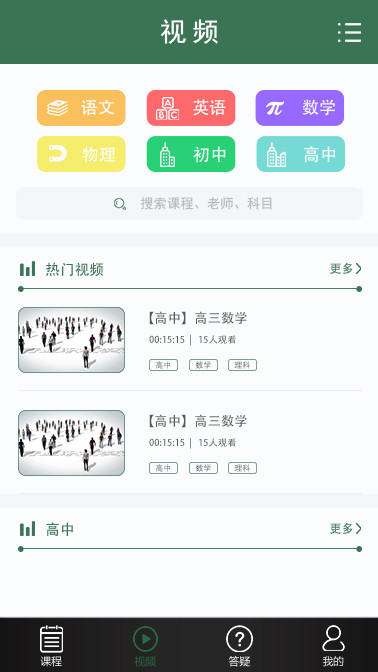 视频
语文
英语
数学
物理
初中
高中
搜索课程、老师、科目
热门视频
更多
【高中】高三数学
00:15:15 | 15人观看
高中 数学 理科
【高中】高三数学
00:15:15 | 15人观看
高中 数学 理科
高中
更多
课程
视频
答疑
我的